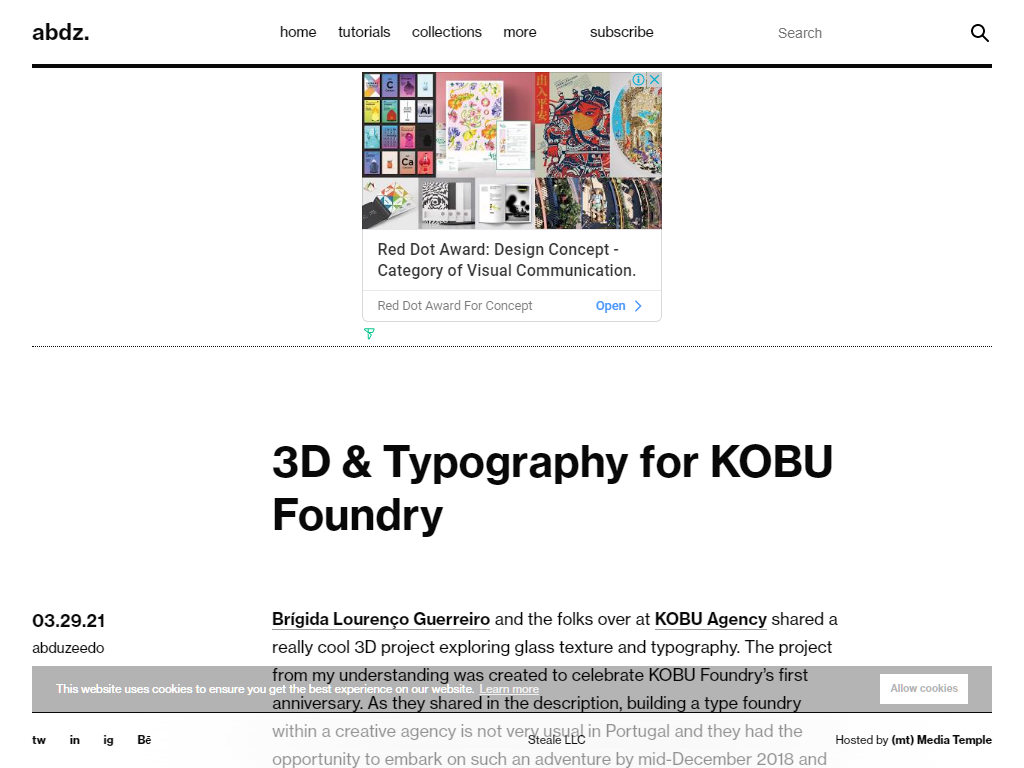 abdz.
home tutorials collections more subscribe Search
出入平安
C
AI
Ca
Red Dot Award: Design Concept -
Category of Visual Communication.
Red Dot Award For Concept Open
3D & Typography for KOBU
Foundry
03.29.21
abduzeedo
Brígida Lourenço Guerreiro and the folks over at KOBU Agency shared a
really cool 3D project exploring glass texture and typography. The project
from my understanding was created to celebrate KOBU Foundry’s first
anniversary. As they shared in the description, building a type foundry
within a creative agency is not very usual in Portugal and they had the
opportunity to embark on such an adventure by mid-December 2018 and
This website uses cookies to ensure you get the best experience on our website. Learn more
Allow cookies
tw in ig Bē
Steale LLC
Hosted by (mt) Media Temple